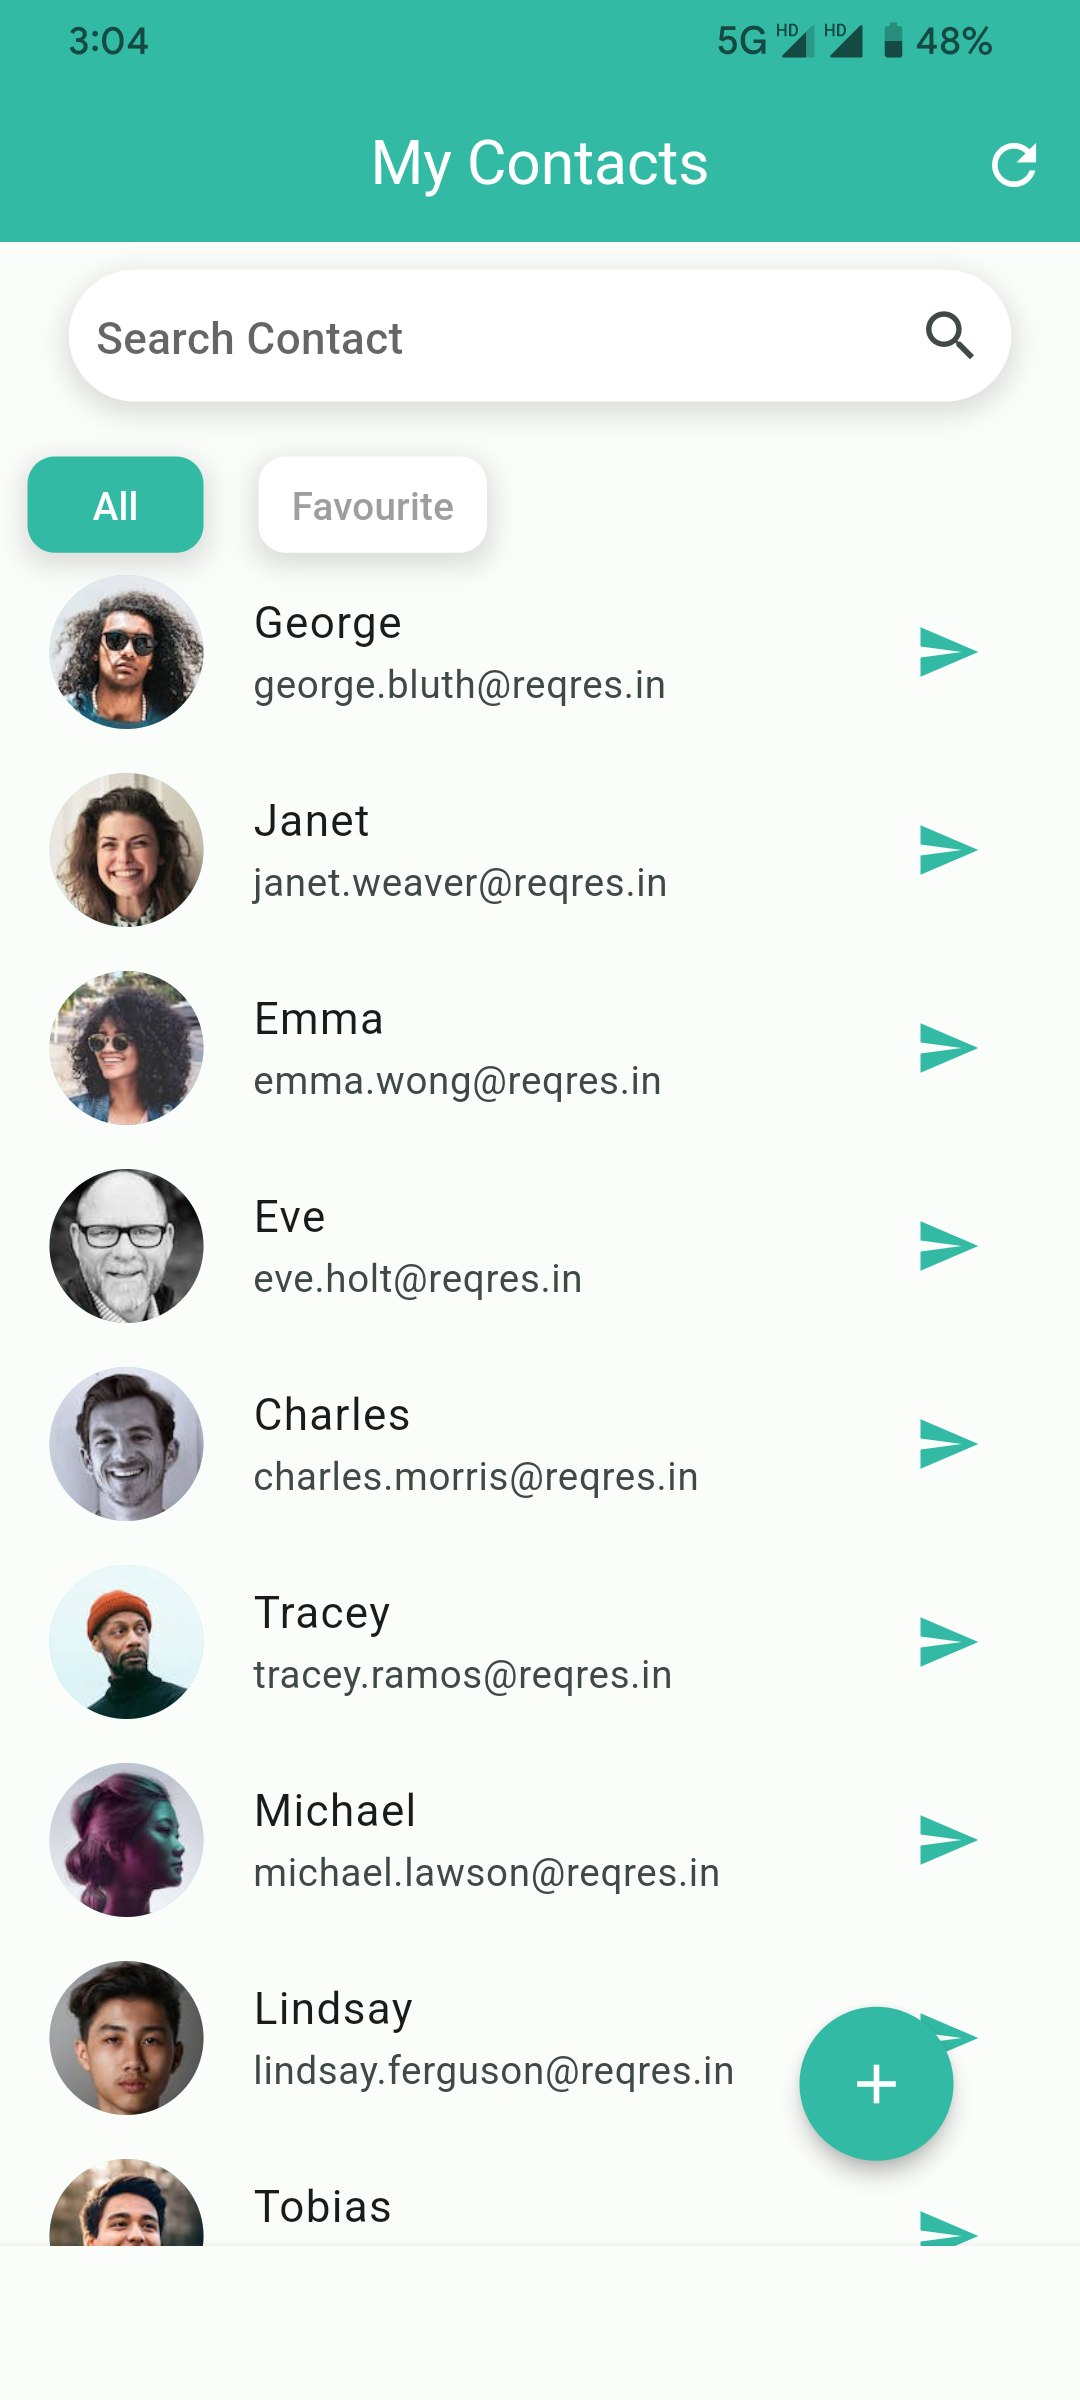 3:04
5G HD HD 48%
My Contacts
Search Contact
All
Favourite
George
george.bluth@reqres.in
Janet
janet.weaver@reqres.in
Emma
emma.wong@reqres.in
Eve
eve.holt@reqres.in
Charles
charles.morris@reqres.in
Tracey
tracey.ramos@reqres.in
Michael
michael.lawson@reqres.in
Lindsay
lindsay.ferguson@reqres.in
Tobias